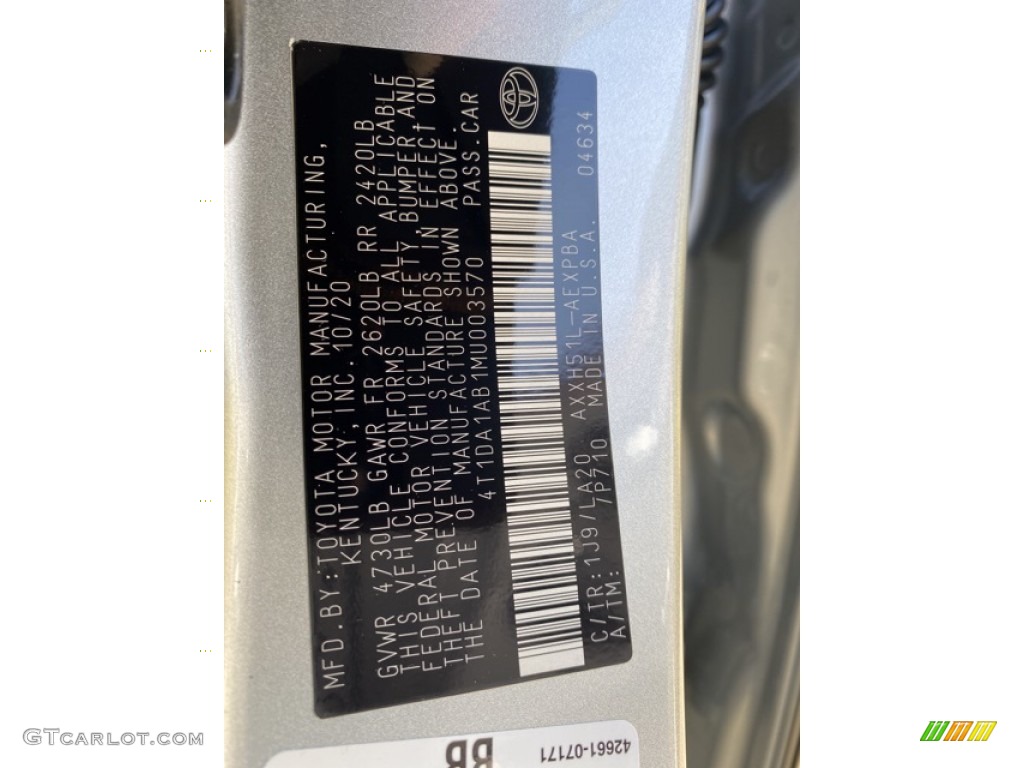 MFD.BY:TOYOTA MOTOR MANUFACTURING,
KENTUCKY, INC. 10/20
GVWR 4730LB GAWR FR 2620LB RR 2420LB
THIS VEHICLE CONFORMS TO ALL APPLICABLE
FEDERAL MOTOR VEHICLE SAFETY, BUMPER AND
THEFT PREVENTION STANDARDS IN EFFECT ON
THE DATE OF MANUFACTURE SHOWN ABOVE.
4T1DA1AB1MU003570 PASS.CAR
C/TR:1J9/LA20 AXXH51L-AEXPBA 04634
A/TM: /P710 MADE IN U.S.A.
42661-07171
BB
GTCarLot.com